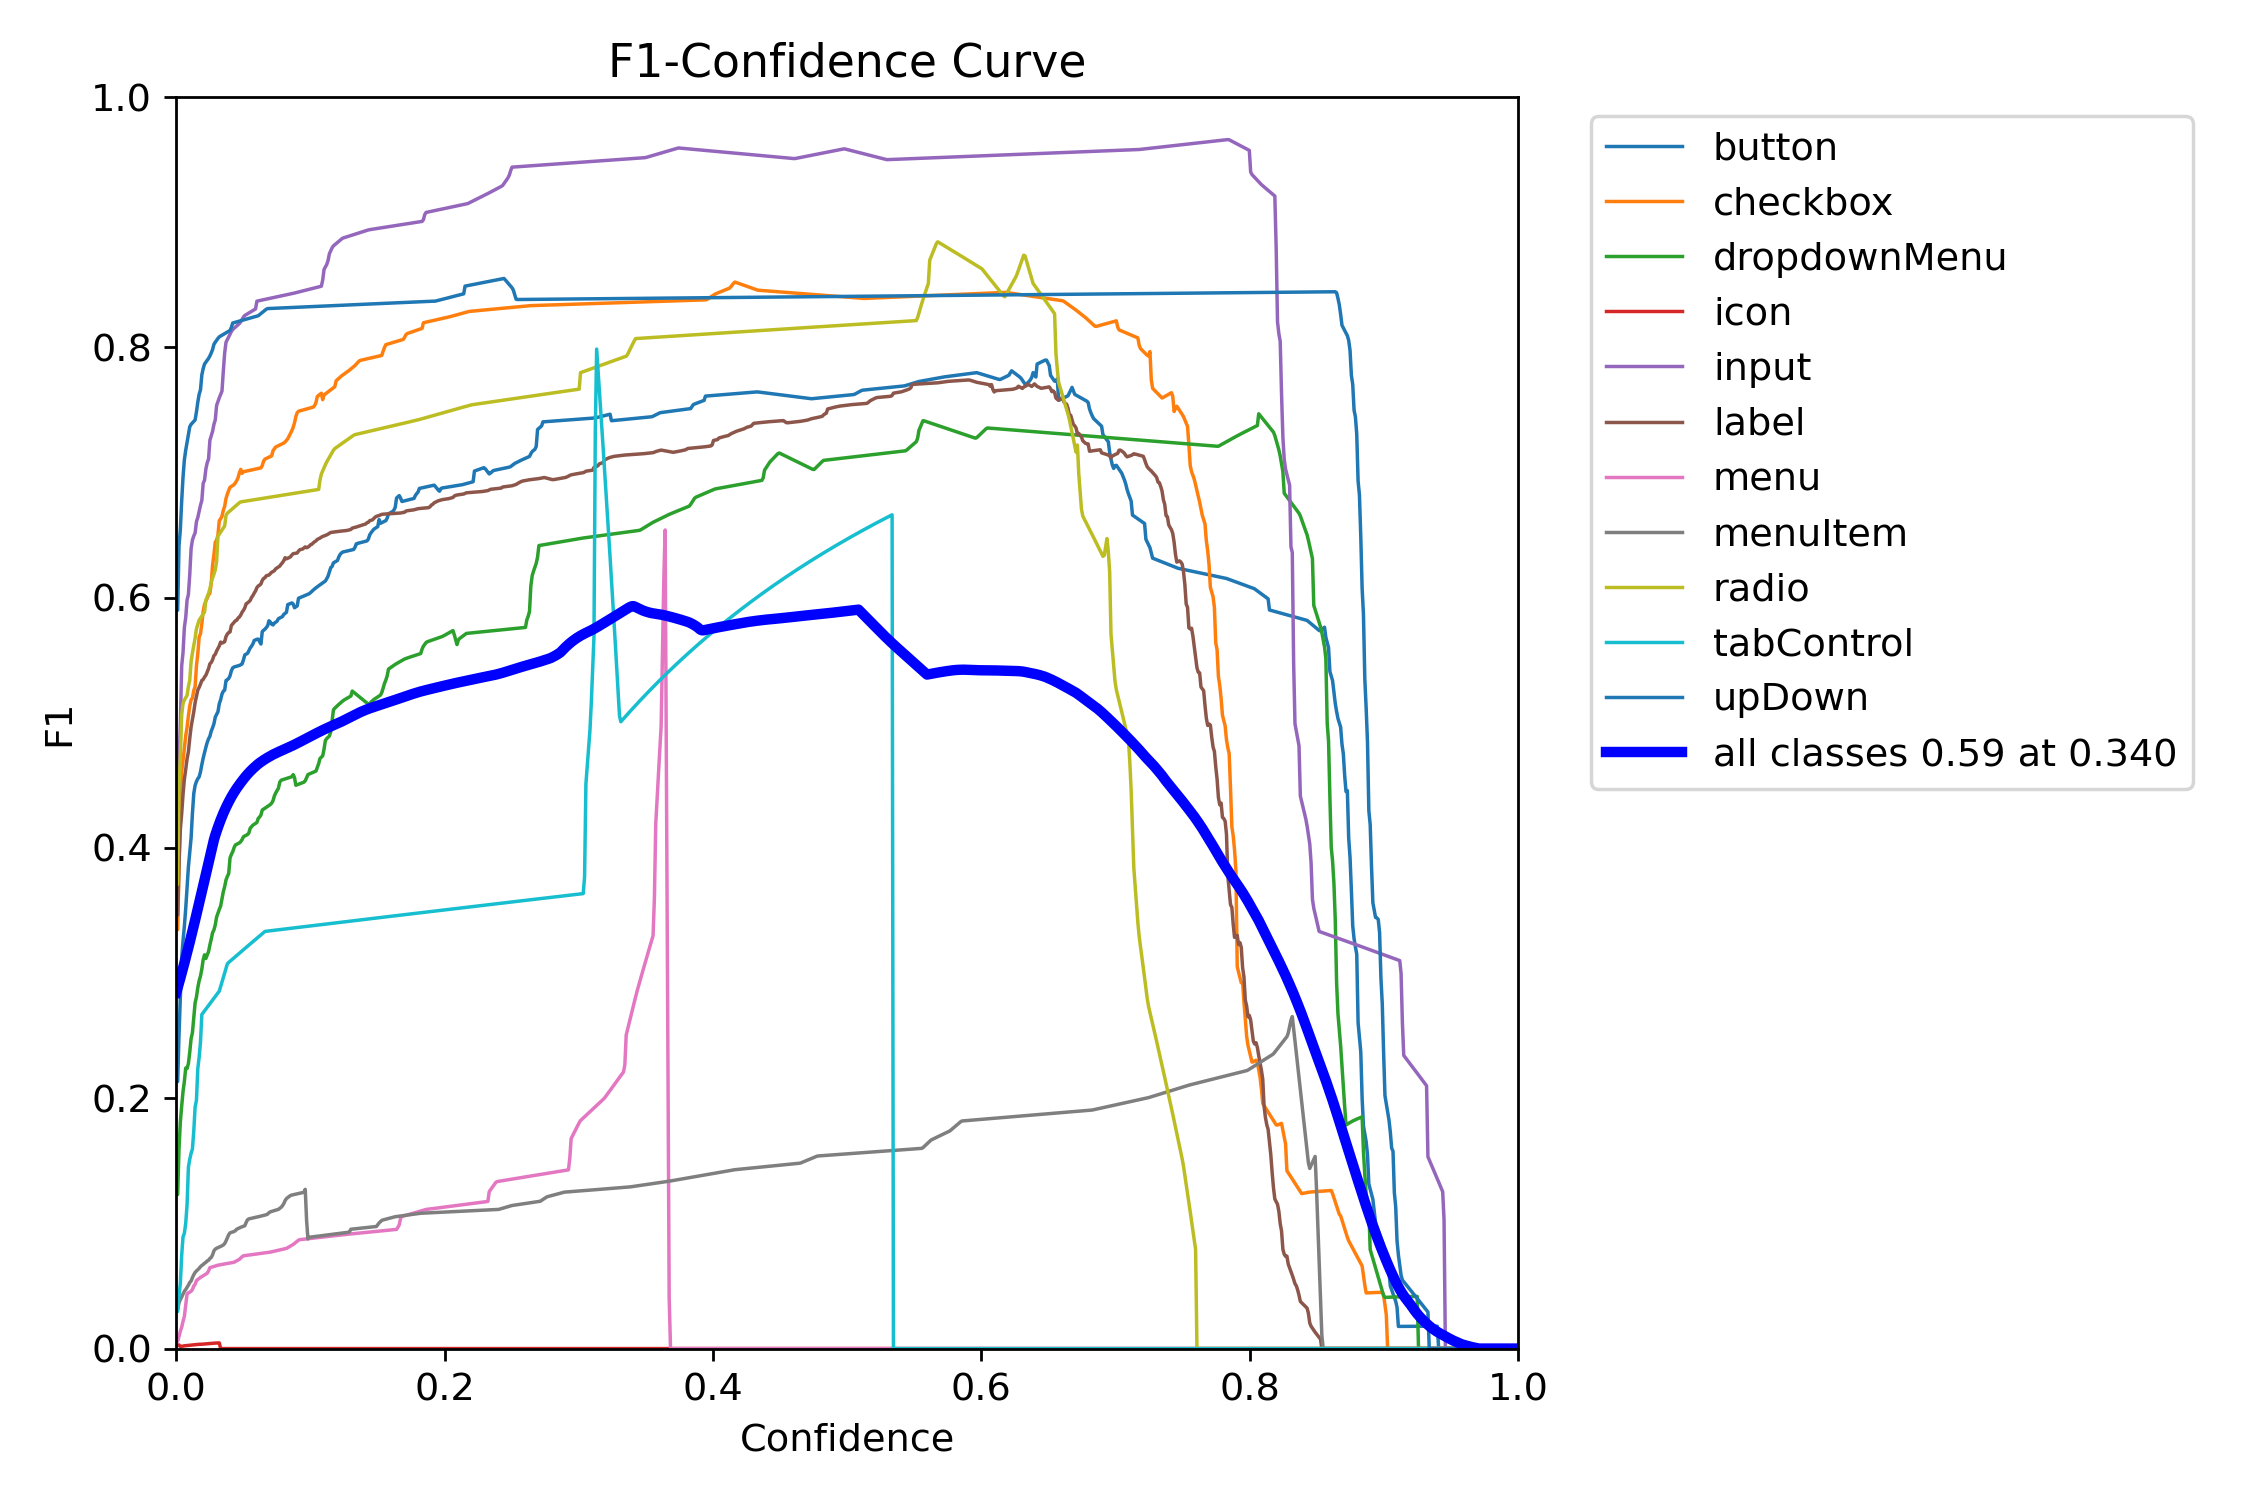 F1-Confidence Curve
1.0
0.8
0.6
0.4
0.2
0.0
F1
0.0 0.2 0.4 0.6 0.8 1.0
Confidence
button
checkbox
dropdownMenu
icon
input
label
menu
menuItem
radio
tabControl
upDown
all classes 0.59 at 0.340